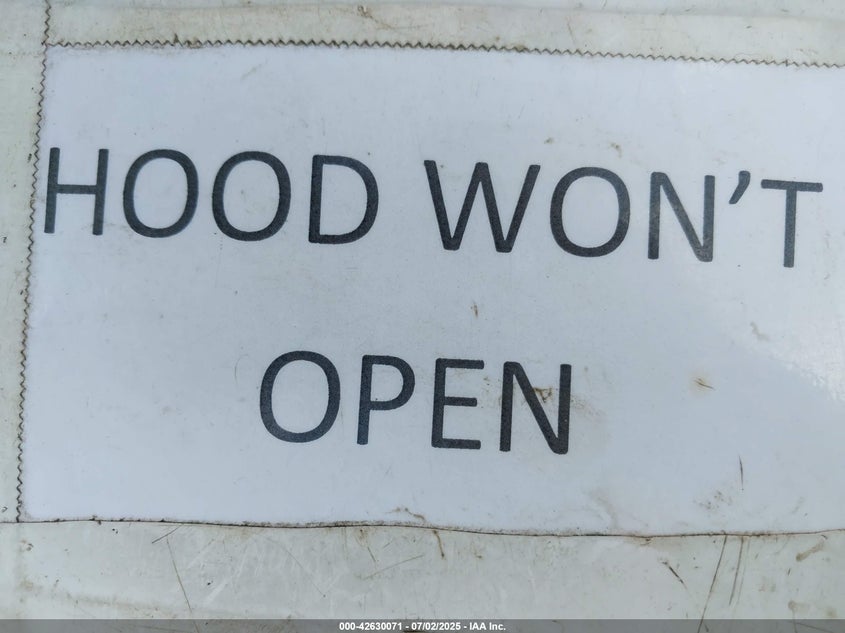 HOOD WON’T
OPEN
000-42630071 - 07/02/2025 - IAA Inc.